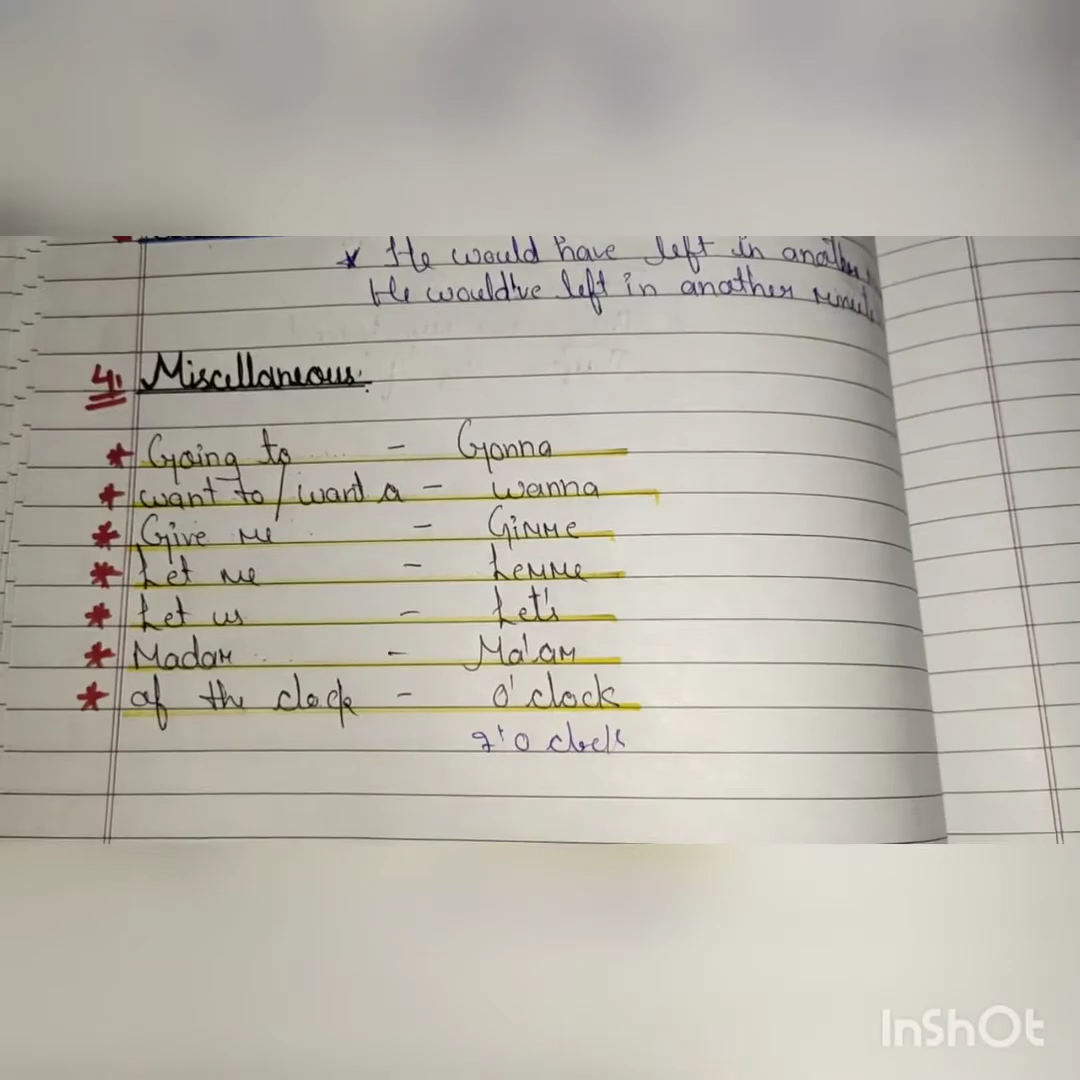 * He would have left in another
He would've left in another minute
4. Miscellaneous:
* Going to - Gonna
* want to / want a - wanna
* Give me - Gimme
* Let me - Lemme
* Let us - Let's
* Madam - Ma'am
* of the clock - o'clock
o clock
InShOt